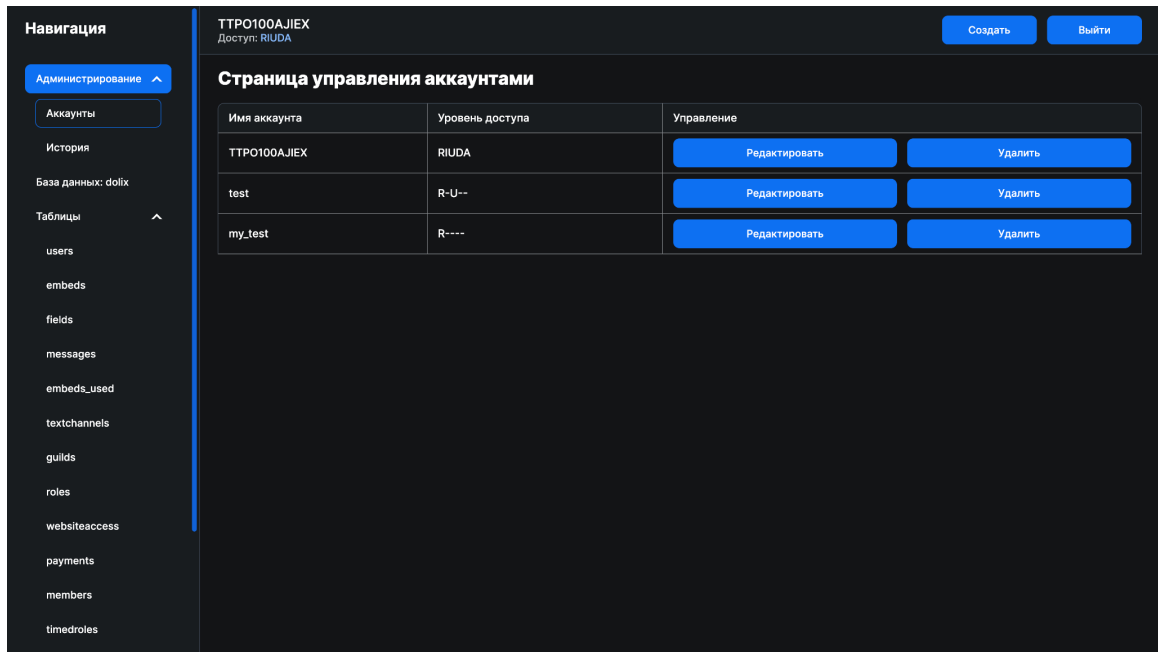 Навигация
Администрирование
Аккаунты
История
База данных: dolix
Таблицы
users
embeds
fields
messages
embeds_used
textchannels
guilds
roles
websiteaccess
payments
members
timedroles
TTPO100AJIEX
Доступ: RIUDA
Создать Выйти
Страница управления аккаунтами
Имя аккаунта Уровень доступа Управление
TTPO100AJIEX RIUDA Редактировать Удалить
test R-U-- Редактировать Удалить
my_test R---- Редактировать Удалить